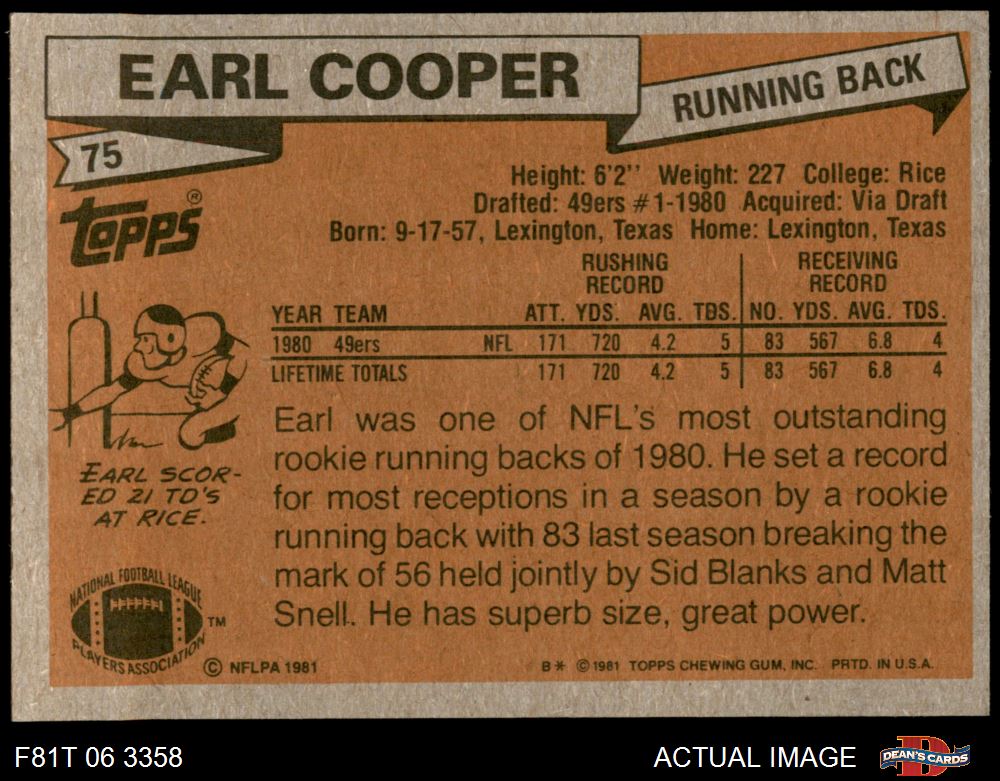 EARL COOPER
RUNNING BACK
75
TOPPS®
Height: 6'2'' Weight: 227 College: Rice
Drafted: 49ers #1-1980 Acquired: Via Draft
Born: 9-17-57, Lexington, Texas Home: Lexington, Texas
RUSHING RECORD RECEIVING RECORD
YEAR TEAM ATT. YDS. AVG. TDS. NO. YDS. AVG. TDS.
1980 49ers NFL 171 720 4.2 5 83 567 6.8 4
LIFETIME TOTALS 171 720 4.2 5 83 567 6.8 4
EARL SCOR-
ED 21 TD'S
AT RICE.
Earl was one of NFL's most outstanding
rookie running backs of 1980. He set a record
for most receptions in a season by a rookie
running back with 83 last season breaking the
mark of 56 held jointly by Sid Blanks and Matt
Snell. He has superb size, great power.
NATIONAL FOOTBALL LEAGUE
PLAYERS ASSOCIATION
TM
© NFLPA 1981
B* ©1981 TOPPS CHEWING GUM, INC. PRTD. IN U.S.A.
F81T 06 3358
ACTUAL IMAGE
DEAN'S CARDS